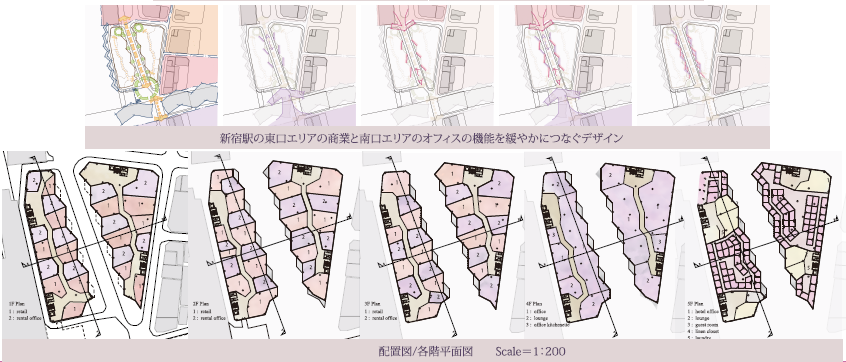 新宿駅の東口エリアの商業と南口エリアのオフィスの機能を緩やかにつなぐデザイン
1F Plan
1 : retail
2 : rental office
2F Plan
1 : retail
2 : rental office
3F Plan
1 : retail
2 : rental office
4F Plan
1 : office
2 : lounge
3 : office kitchenette
5F Plan
1 : hotel office
2 : lounge
3 : guest room
4 : linen closet
5 : laundry
配置図/各階平面図 Scale＝1：200